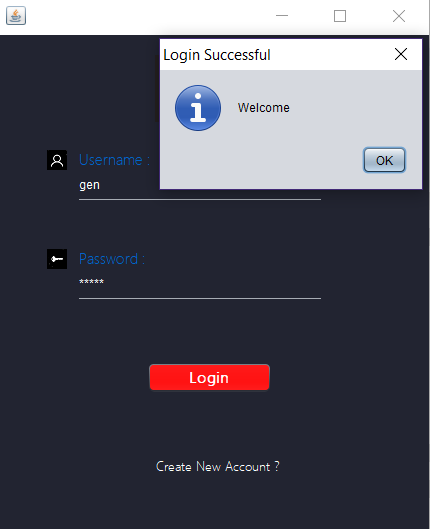 Login Successful
Welcome
OK
Username :
gen
Password :
*****
Login
Create New Account ?